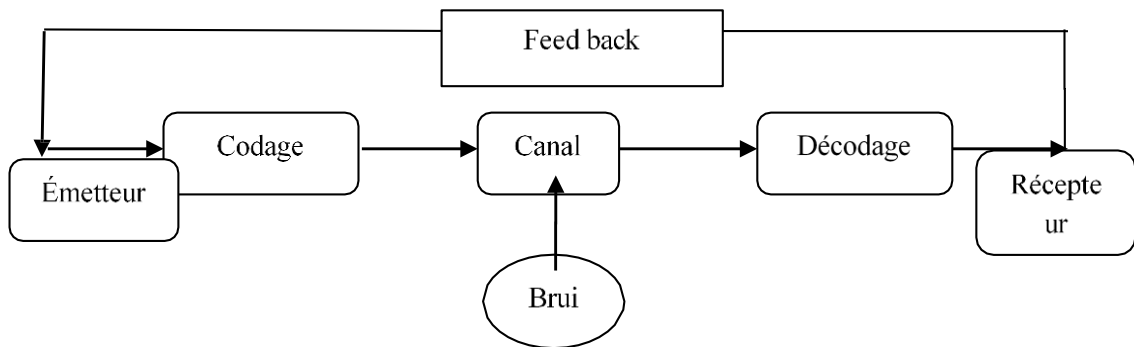 Feed back
Codage
Canal
Décodage
Émetteur
Récepte
ur
Brui